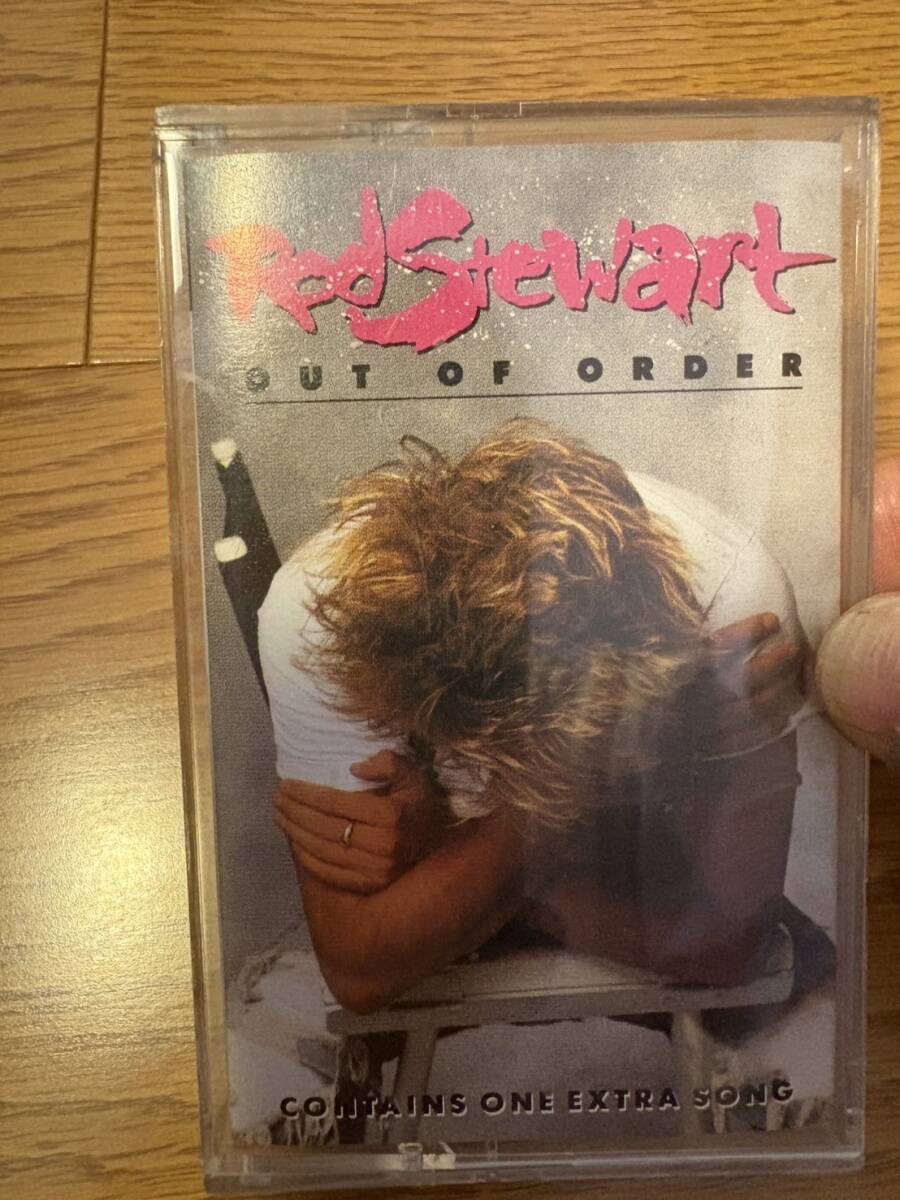 Rod Stewart
OUT OF ORDER
CONTAINS ONE EXTRA SONG